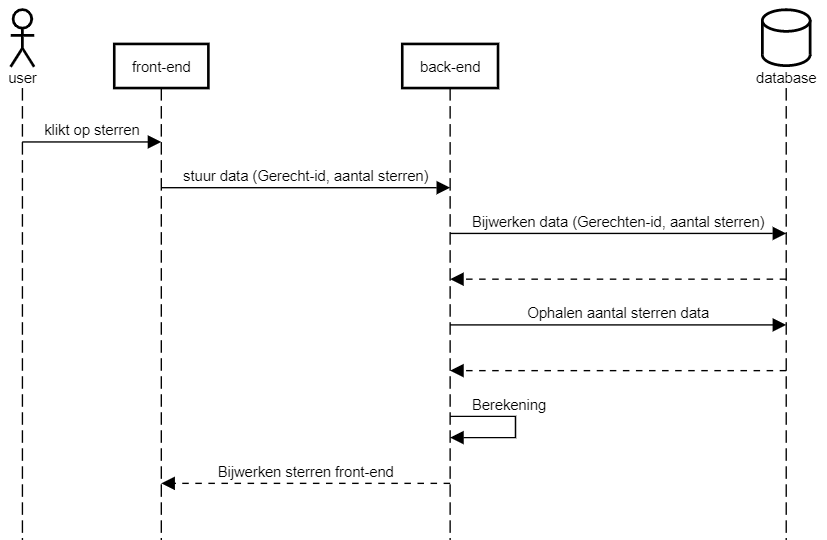 user
front-end
back-end
database
klikt op sterren
stuur data (Gerecht-id, aantal sterren)
Bijwerken data (Gerechten-id, aantal sterren)
Ophalen aantal sterren data
Berekening
Bijwerken sterren front-end